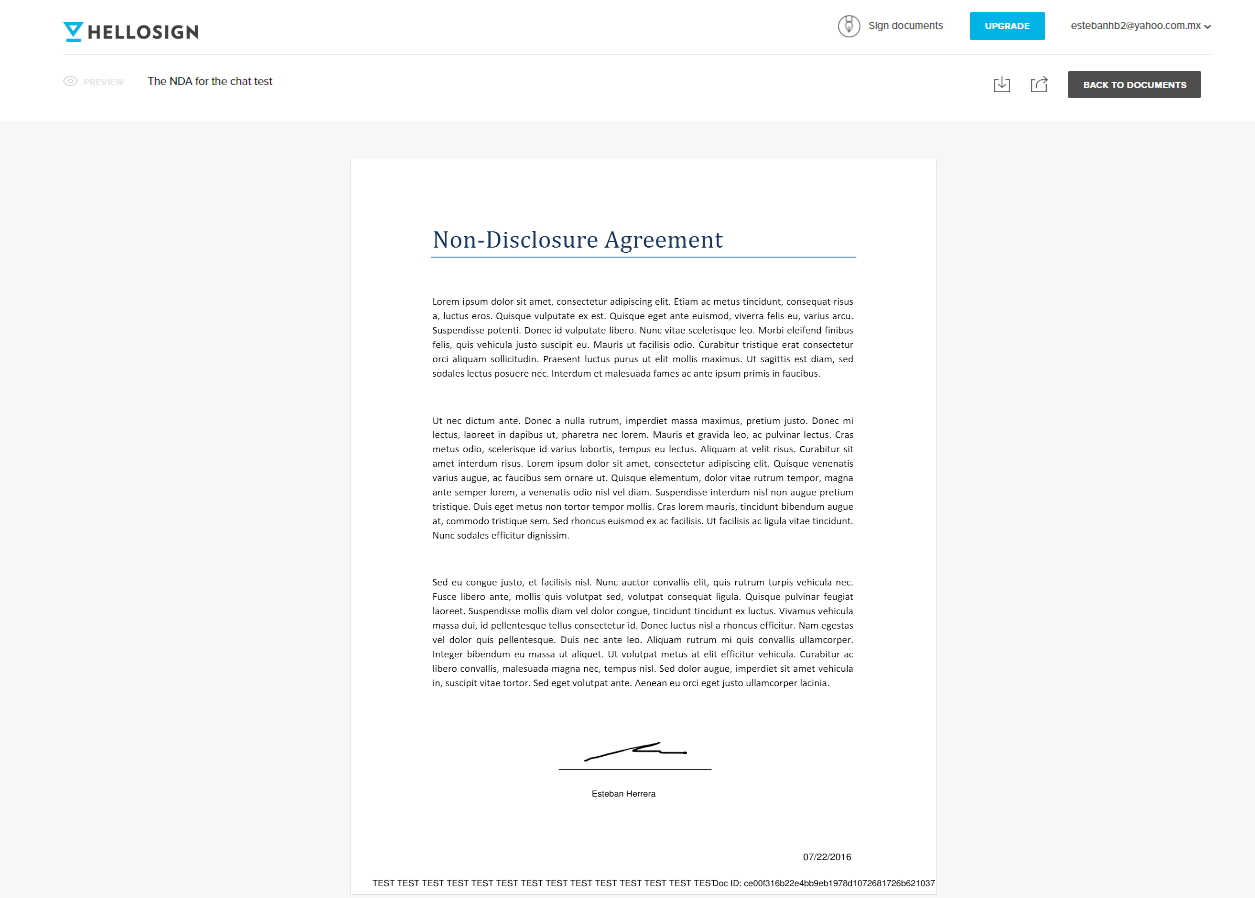 HELLOSIGN
Sign documents
UPGRADE
estebanhb2@yahoo.com.mx
PREVIEW
The NDA for the chat test
BACK TO DOCUMENTS
Non-Disclosure Agreement
Lorem ipsum dolor sit amet, consectetur adipiscing elit. Etiam ac metus tincidunt, consequat risus
a, luctus eros. Quisque vulputate ex est. Quisque eget ante euismod, viverra felis eu, varius arcu.
Suspendisse potenti. Donec id vulputate libero. Nunc vitae scelerisque leo. Morbi eleifend finibus
felis, quis vehicula justo suscipit eu. Mauris ut facilisis odio. Curabitur tristique erat consectetur
orci aliquam sollicitudin. Praesent luctus purus ut elit mollis maximus. Ut sagittis est diam, sed
sodales lectus posuere nec. Interdum et malesuada fames ac ante ipsum primis in faucibus.
Ut nec dictum ante. Donec a nulla rutrum, imperdiet massa maximus, pretium justo. Donec mi
lectus, laoreet in dapibus ut, pharetra nec lorem. Mauris et gravida leo, ac pulvinar lectus. Cras
metus odio, scelerisque id varius lobortis, tempus eu lectus. Aliquam at velit risus. Curabitur sit
amet interdum risus. Lorem ipsum dolor sit amet, consectetur adipiscing elit. Quisque venenatis
varius augue, ac faucibus sem ornare ut. Quisque elementum, dolor vitae rutrum tempor, magna
ante semper lorem, a venenatis odio nisl vel diam. Suspendisse interdum nisl non augue pretium
tristique. Duis eget metus non tortor tempor mollis. Cras lorem mauris, tincidunt bibendum augue
at, commodo tristique sem. Sed rhoncus euismod ex ac facilisis. Ut facilisis ac ligula vitae tincidunt.
Nunc sodales efficitur dignissim.
Sed eu congue justo, et facilisis nisl. Nunc auctor convallis elit, quis rutrum turpis vehicula nec.
Fusce libero ante, mollis quis volutpat sed, volutpat consequat ligula. Quisque pulvinar feugiat
laoreet. Suspendisse mollis diam vel dolor congue, tincidunt tincidunt ex luctus. Vivamus vehicula
massa dui, id pellentesque tellus consectetur id. Donec luctus nisl a rhoncus efficitur. Nam egestas
vel dolor quis pellentesque. Duis nec ante leo. Aliquam rutrum mi quis convallis ullamcorper.
Integer bibendum eu massa ut aliquet. Ut volutpat metus at elit efficitur vehicula. Curabitur ac
libero convallis, malesuada magna nec, tempus nisl. Sed dolor augue, imperdiet sit amet vehicula
in, suscipit vitae tortor. Sed eget volutpat ante. Aenean eu orci eget justo ullamcorper lacinia.
Esteban Herrera
07/22/2016
TEST TEST TEST TEST TEST TEST TEST TEST TEST TEST TEST TEST TEST TEST Doc ID: ce00f316b22e4bb9eb1978d1072681726b621037